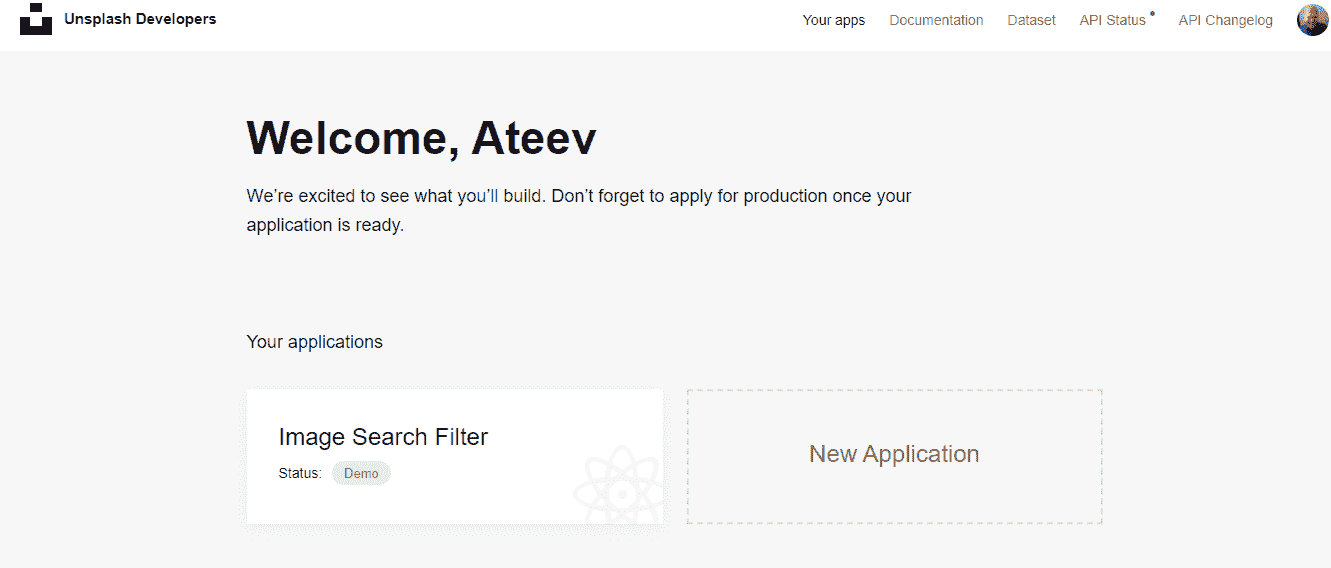 Unsplash Developers
Your apps
Documentation
Dataset
API Status
API Changelog
Welcome, Ateev
We’re excited to see what you’ll build. Don’t forget to apply for production once your
application is ready.
Your applications
Image Search Filter
Status: Demo
New Application